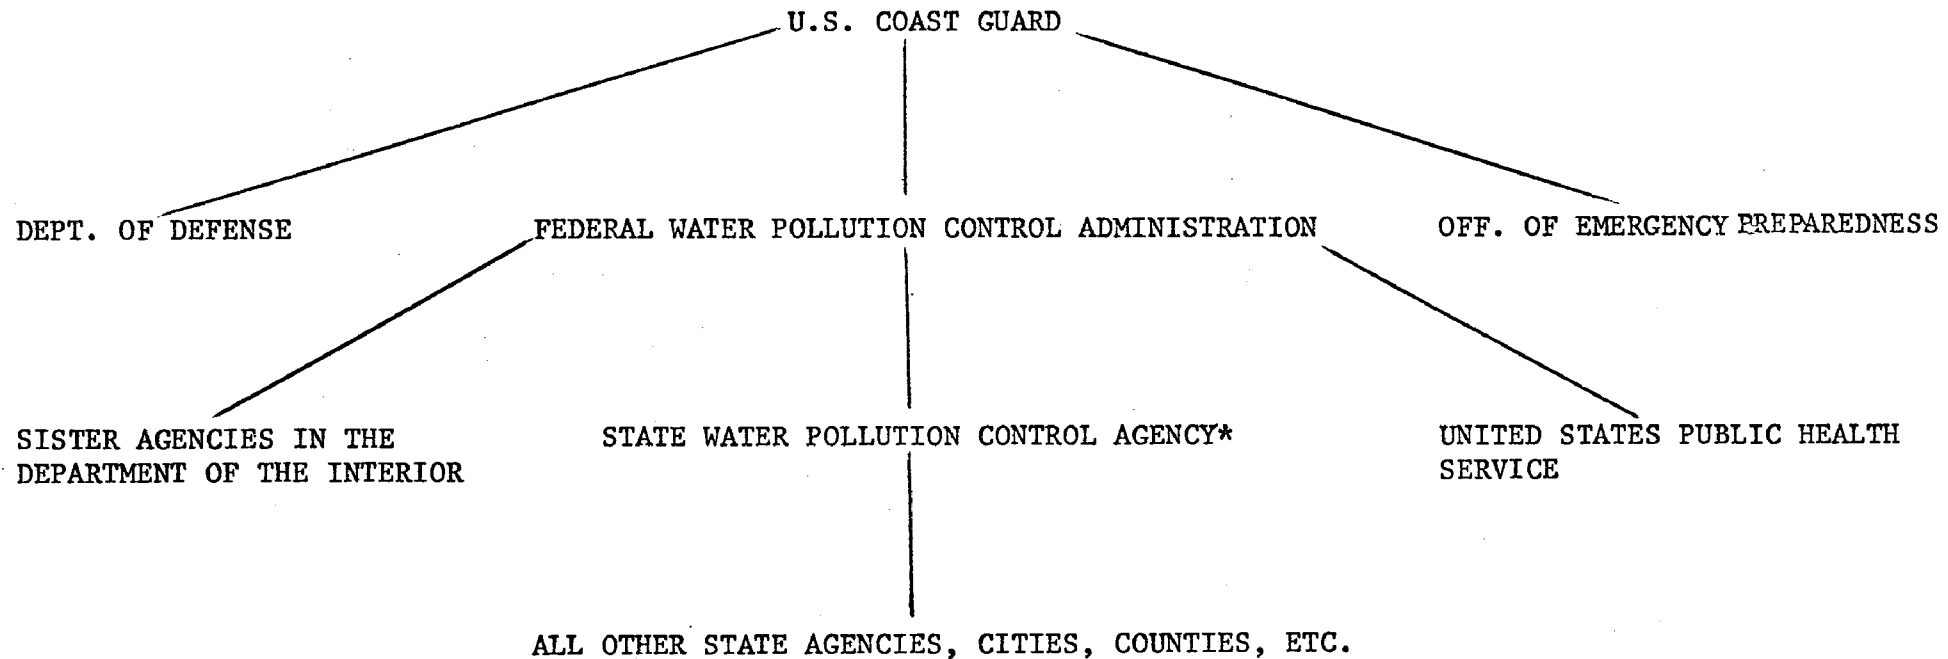 U.S. COAST GUARD
DEPT. OF DEFENSE
FEDERAL WATER POLLUTION CONTROL ADMINISTRATION
OFF. OF EMERGENCY PREPAREDNESS
SISTER AGENCIES IN THE
DEPARTMENT OF THE INTERIOR
STATE WATER POLLUTION CONTROL AGENCY*
UNITED STATES PUBLIC HEALTH
SERVICE
ALL OTHER STATE AGENCIES, CITIES, COUNTIES, ETC.